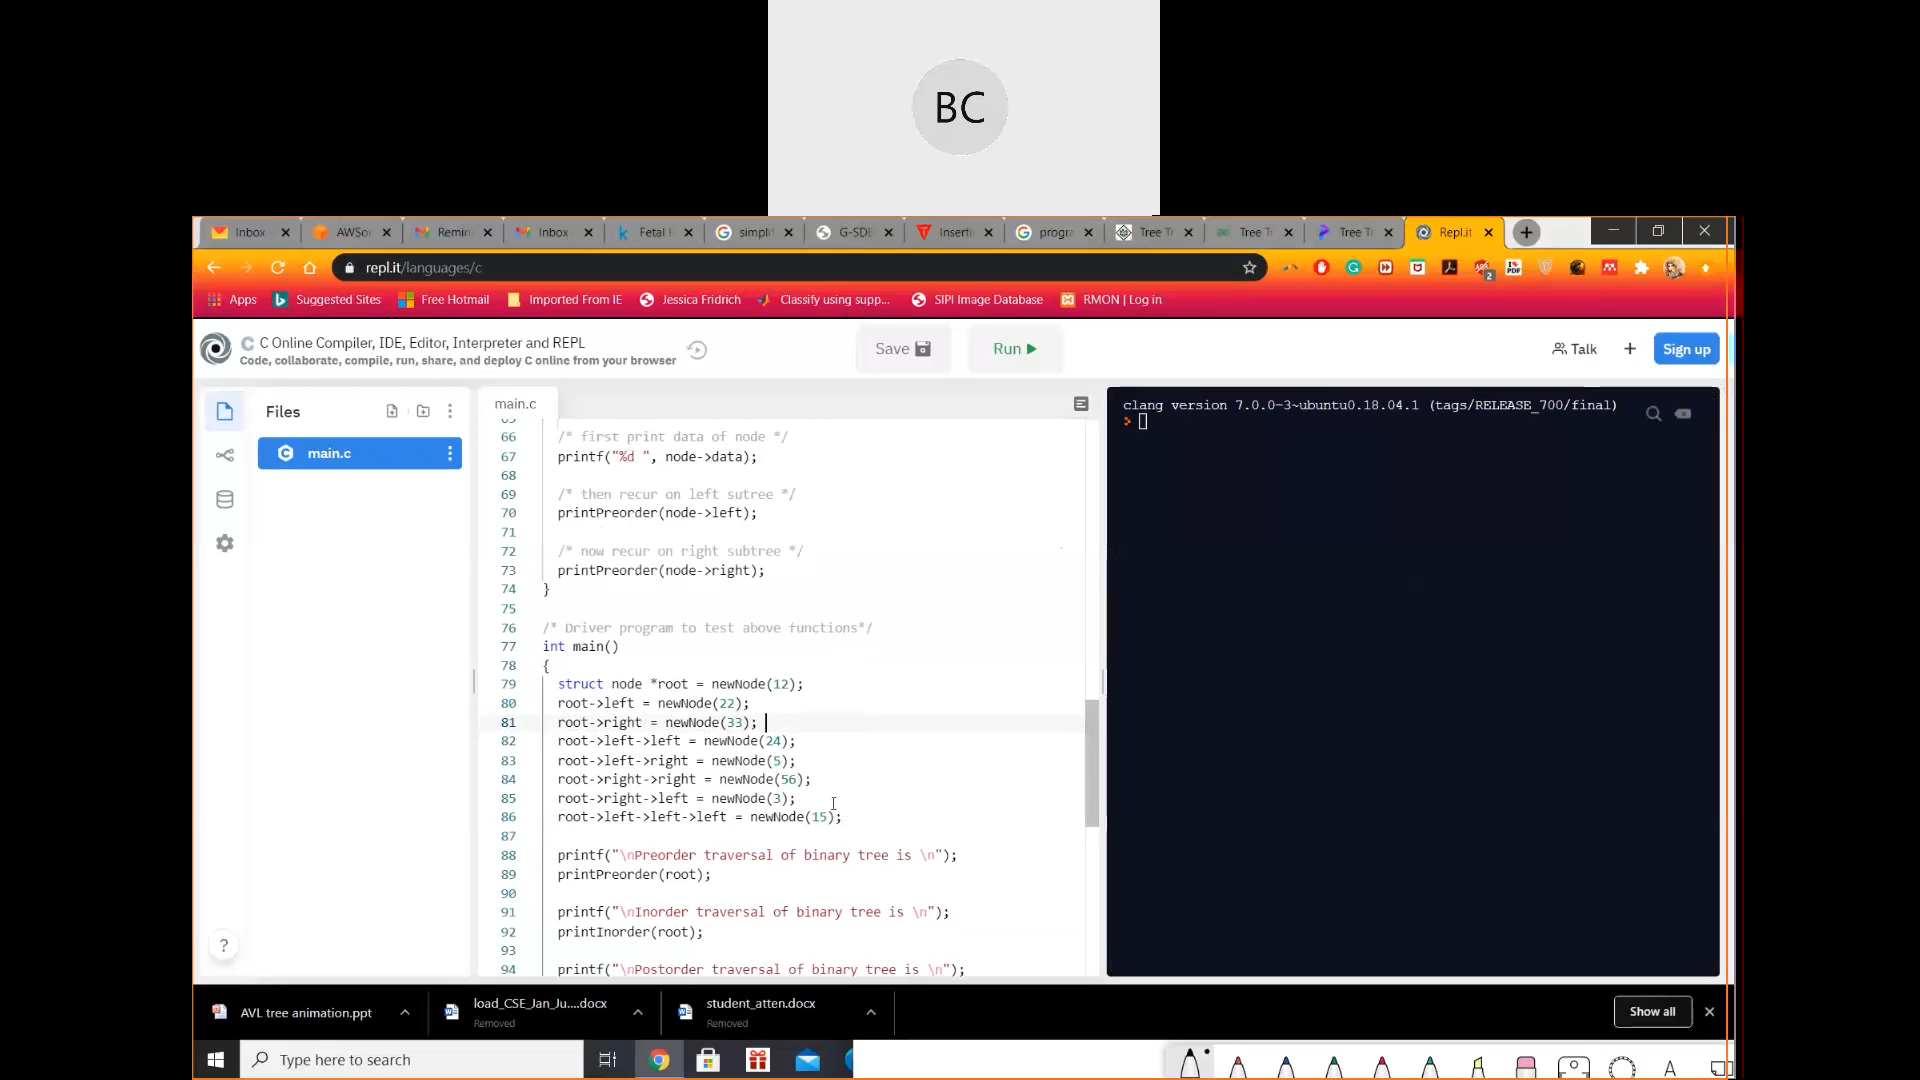 BC
Inbox
AWSo
Remin
Inbox
Fetal
simplif
G-SDE
Inserti
progra
Tree T
Tree T
Tree T
Repl.it
repl.it/languages/c
2
Apps
Suggested Sites
Free Hotmail
Imported From IE
Jessica Fridrich
Classify using supp...
SIPI Image Database
RMON | Log in
C Online Compiler, IDE, Editor, Interpreter and REPL
Code, collaborate, compile, run, share, and deploy C online from your browser
Save
Run
Talk
+
Sign up
Files
main.c
main.c
clang version 7.0.0-3~ubuntu0.18.04.1 (tags/RELEASE_700/final)
>
66 /* first print data of node */
67 printf("%d ", node->data);
68
69 /* then recur on left sutree */
70 printPreorder(node->left);
71
72 /* now recur on right subtree */
73 printPreorder(node->right);
74 }
75
76 /* Driver program to test above functions*/
77 int main()
78 {
79 struct node *root = newNode(12);
80 root->left = newNode(22);
81 root->right = newNode(33);
82 root->left->left = newNode(24);
83 root->left->right = newNode(5);
84 root->right->right = newNode(56);
85 root->right->left = newNode(3);
86 root->left->left->left = newNode(15);
87
88 printf("\nPreorder traversal of binary tree is \n");
89 printPreorder(root);
90
91 printf("\nInorder traversal of binary tree is \n");
92 printInorder(root);
93
94 printf("\nPostorder traversal of binary tree is \n");
?
AVL tree animation.ppt
load_CSE_Jan_Ju....docx
Removed
student_atten.docx
Removed
Show all
Type here to search